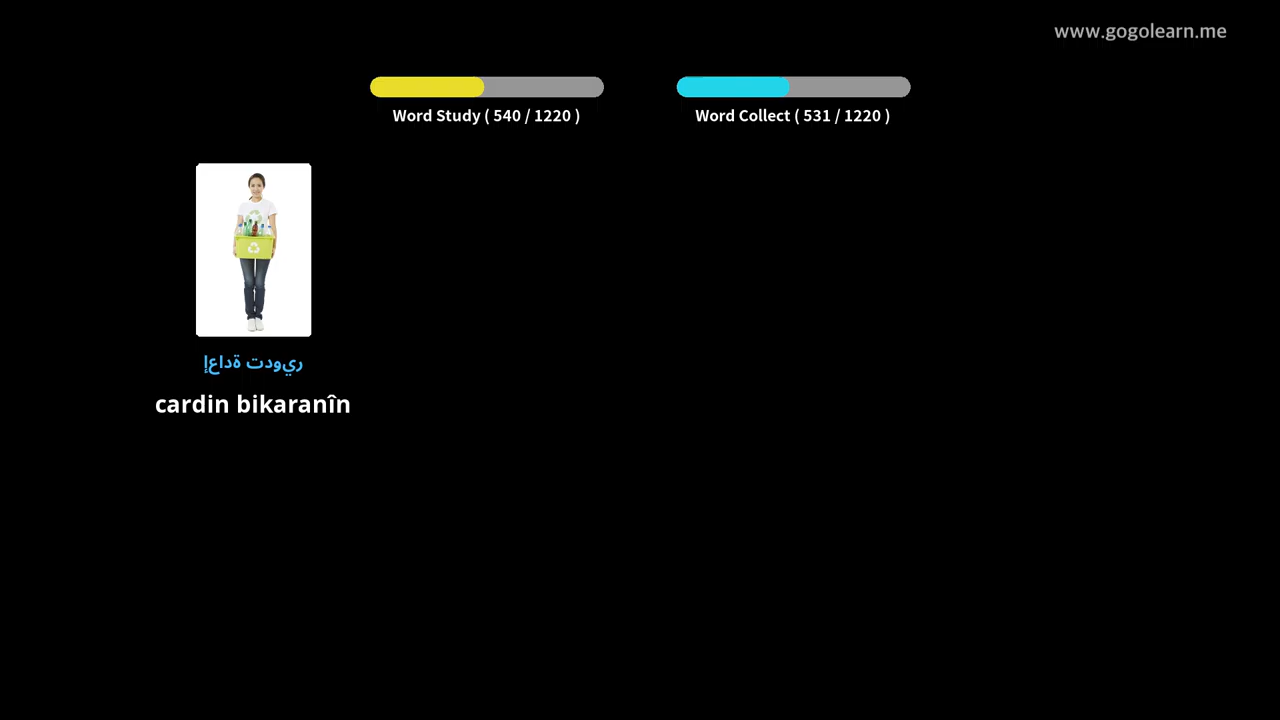 www.gogolearn.me
Word Study ( 540 / 1220 )
Word Collect ( 531 / 1220 )
إعادة تدوير
cardin bikaranîn